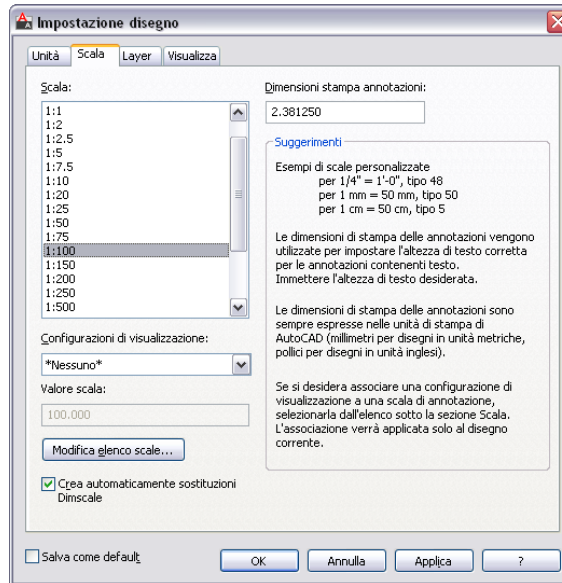 Impostazione disegno
Unità Scala Layer Visualizza
Scala:
1:1
1:2
1:2.5
1:5
1:7.5
1:10
1:20
1:25
1:50
1:75
1:100
1:150
1:200
1:250
1:500
Configurazioni di visualizzazione:
*Nessuno*
Valore scala:
100.000
Modifica elenco scale...
Crea automaticamente sostituzioni
Dimscale
Dimensioni stampa annotazioni:
2.381250
Suggerimenti
Esempi di scale personalizzate
per 1/4" = 1'-0", tipo 48
per 1 mm = 50 mm, tipo 50
per 1 cm = 50 cm, tipo 5
Le dimensioni di stampa delle annotazioni vengono
utilizzate per impostare l'altezza di testo corretta
per le annotazioni contenenti testo.
Immettere l'altezza di testo desiderata.
Le dimensioni di stampa delle annotazioni sono
sempre espresse nelle unità di stampa di
AutoCAD (millimetri per disegni in unità metriche,
pollici per disegni in unità inglesi).
Se si desidera associare una configurazione di
visualizzazione a una scala di annotazione,
selezionarla dall'elenco sotto la sezione Scala.
L'associazione verrà applicata solo al disegno
corrente.
Salva come default
OK Annulla Applica ?